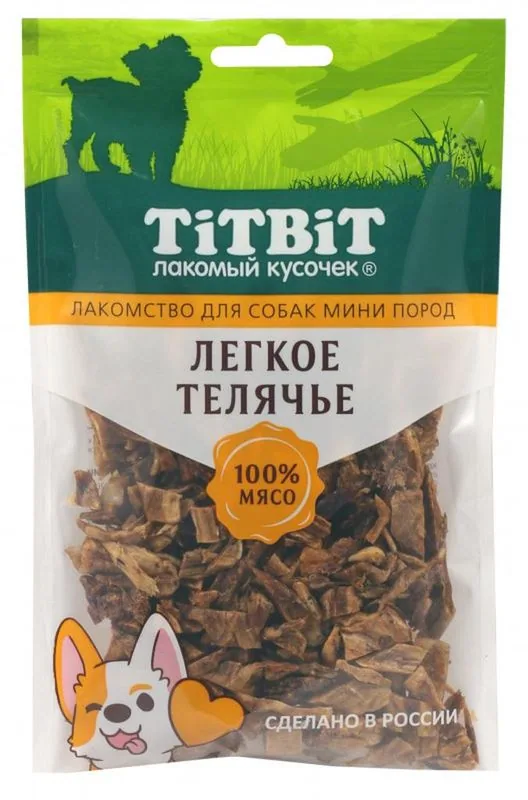 TiTBiT
лакомый кусочек®
ЛАКОМСТВО ДЛЯ СОБАК МИНИ ПОРОД
ЛЕГКОЕ
ТЕЛЯЧЬЕ
100%
МЯСО
СДЕЛАНО В РОССИИ